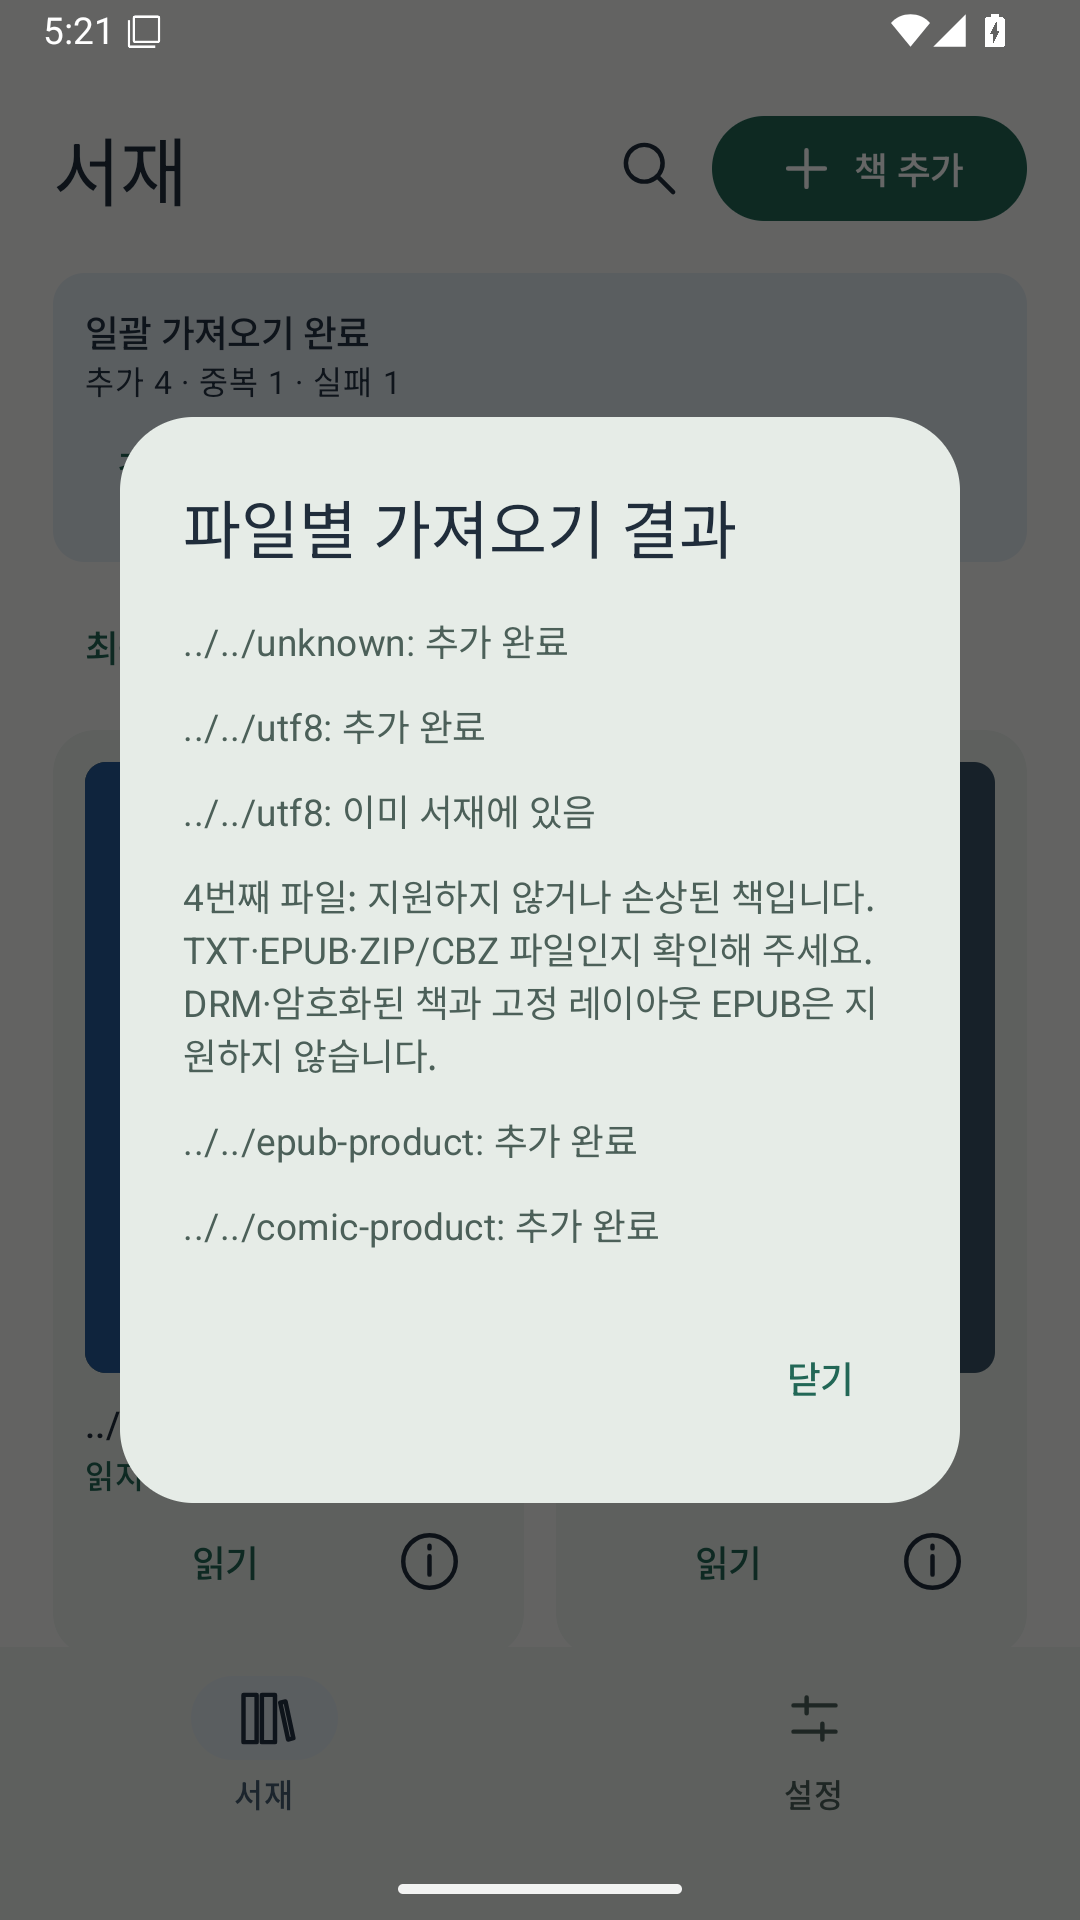 5:21
서재
책 추가
일괄 가져오기 완료
추가 4 · 중복 1 · 실패 1
파일별 가져오기 결과
최
../../unknown: 추가 완료
../../utf8: 추가 완료
../../utf8: 이미 서재에 있음
4번째 파일: 지원하지 않거나 손상된 책입니다.
TXT·EPUB·ZIP/CBZ 파일인지 확인해 주세요.
DRM·암호화된 책과 고정 레이아웃 EPUB은 지
원하지 않습니다.
../../epub-product: 추가 완료
../../comic-product: 추가 완료
닫기
../
읽지
읽기
읽기
서재
설정